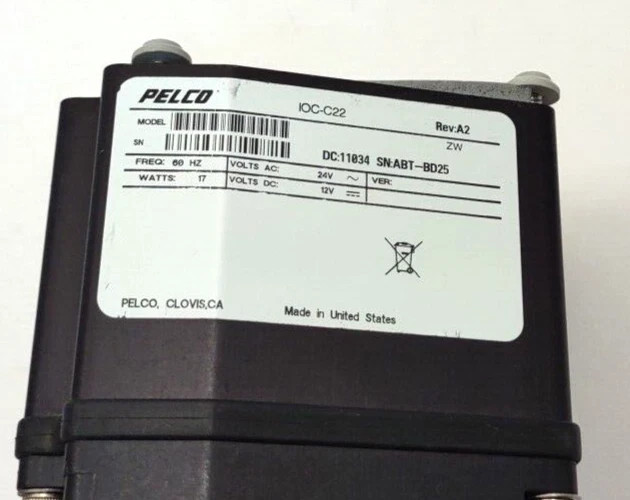 PELCO IOC-C22
MODEL Rev:A2
ZW
SN DC:11034 SN:ABT-BD25
FREQ: 60 HZ VOLTS AC: 24V ~ VER:
WATTS: 17 VOLTS DC: 12V ⎓
PELCO, CLOVIS,CA Made in United States